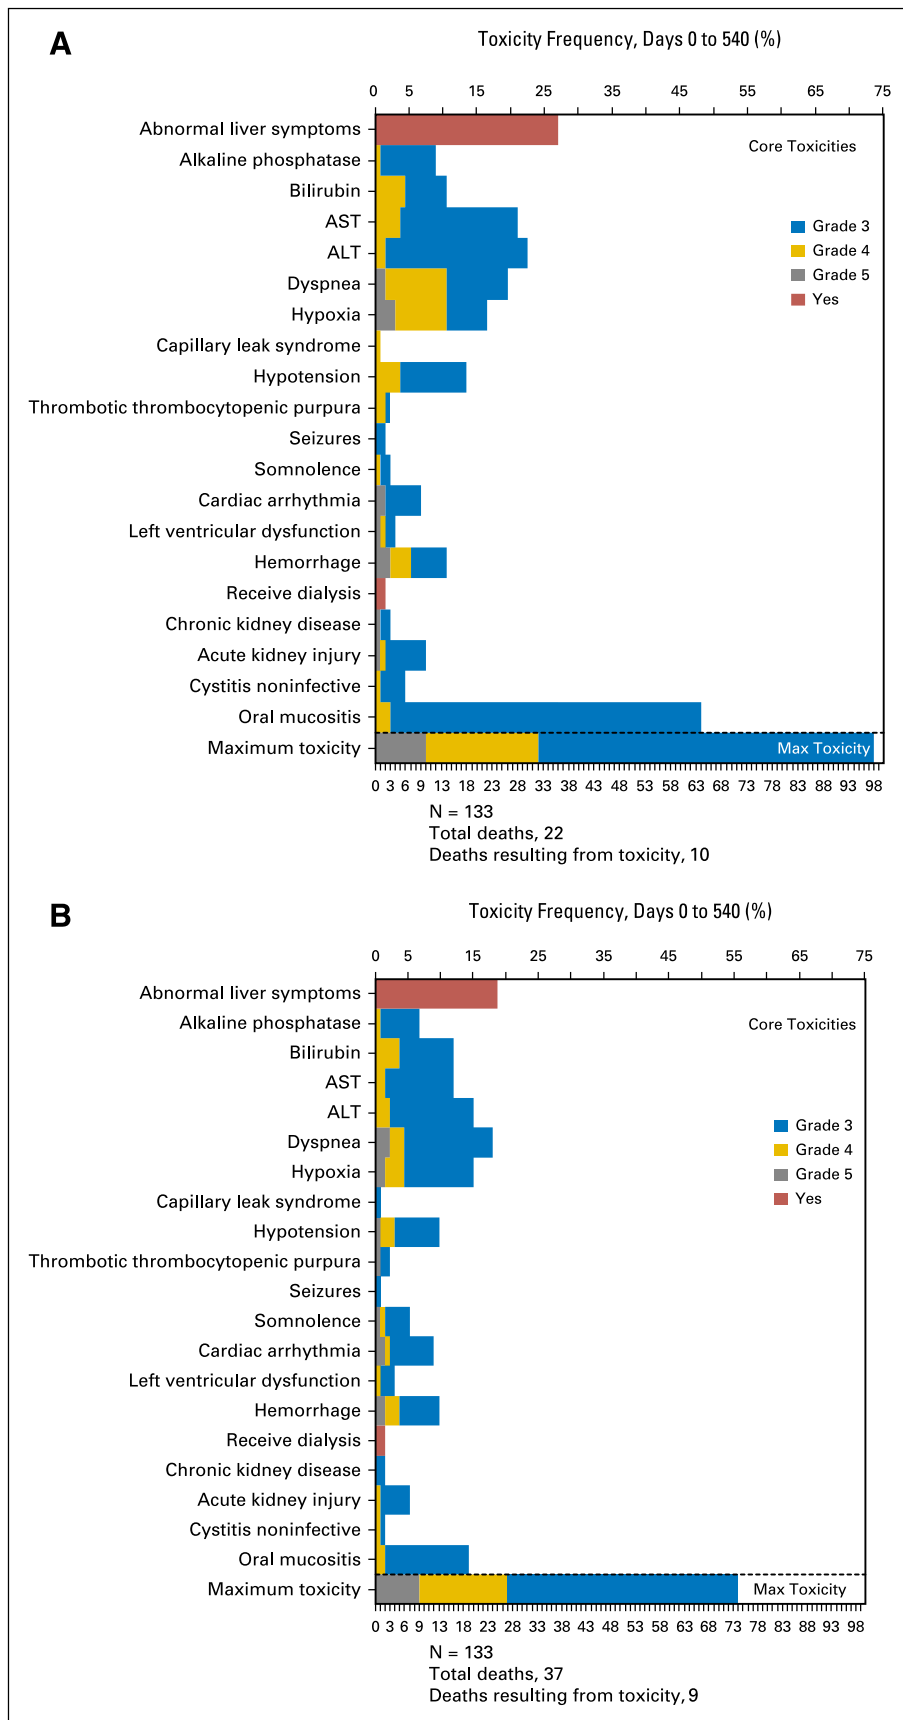 A
Toxicity Frequency, Days 0 to 540 (%)
0 5 15 25 35 45 55 65 75
Abnormal liver symptoms
Core Toxicities
Alkaline phosphatase
Bilirubin
AST
Grade 3
ALT
Grade 4
Dyspnea
Grade 5
Hypoxia
Yes
Capillary leak syndrome
Hypotension
Thrombotic thrombocytopenic purpura
Seizures
Somnolence
Cardiac arrhythmia
Left ventricular dysfunction
Hemorrhage
Receive dialysis
Chronic kidney disease
Acute kidney injury
Cystitis noninfective
Oral mucositis
Maximum toxicity
Max Toxicity
0 3 6 9 13 18 23 28 33 38 43 48 53 58 63 68 73 78 83 88 93 98
N = 133
Total deaths, 22
Deaths resulting from toxicity, 10
B
Toxicity Frequency, Days 0 to 540 (%)
0 5 15 25 35 45 55 65 75
Abnormal liver symptoms
Core Toxicities
Alkaline phosphatase
Bilirubin
AST
ALT
Grade 3
Dyspnea
Grade 4
Hypoxia
Grade 5
Capillary leak syndrome
Yes
Hypotension
Thrombotic thrombocytopenic purpura
Seizures
Somnolence
Cardiac arrhythmia
Left ventricular dysfunction
Hemorrhage
Receive dialysis
Chronic kidney disease
Acute kidney injury
Cystitis noninfective
Oral mucositis
Maximum toxicity
Max Toxicity
0 3 6 9 13 18 23 28 33 38 43 48 53 58 63 68 73 78 83 88 93 98
N = 133
Total deaths, 37
Deaths resulting from toxicity, 9